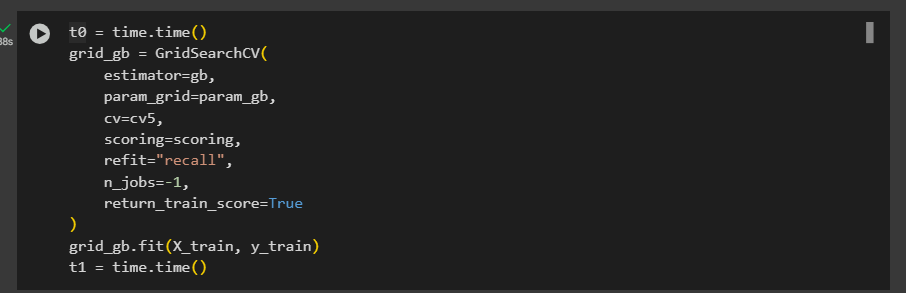 t0 = time.time()
grid_gb = GridSearchCV(
    estimator=gb,
    param_grid=param_gb,
    cv=cv5,
    scoring=scoring,
    refit="recall",
    n_jobs=-1,
    return_train_score=True
)
grid_gb.fit(X_train, y_train)
t1 = time.time()